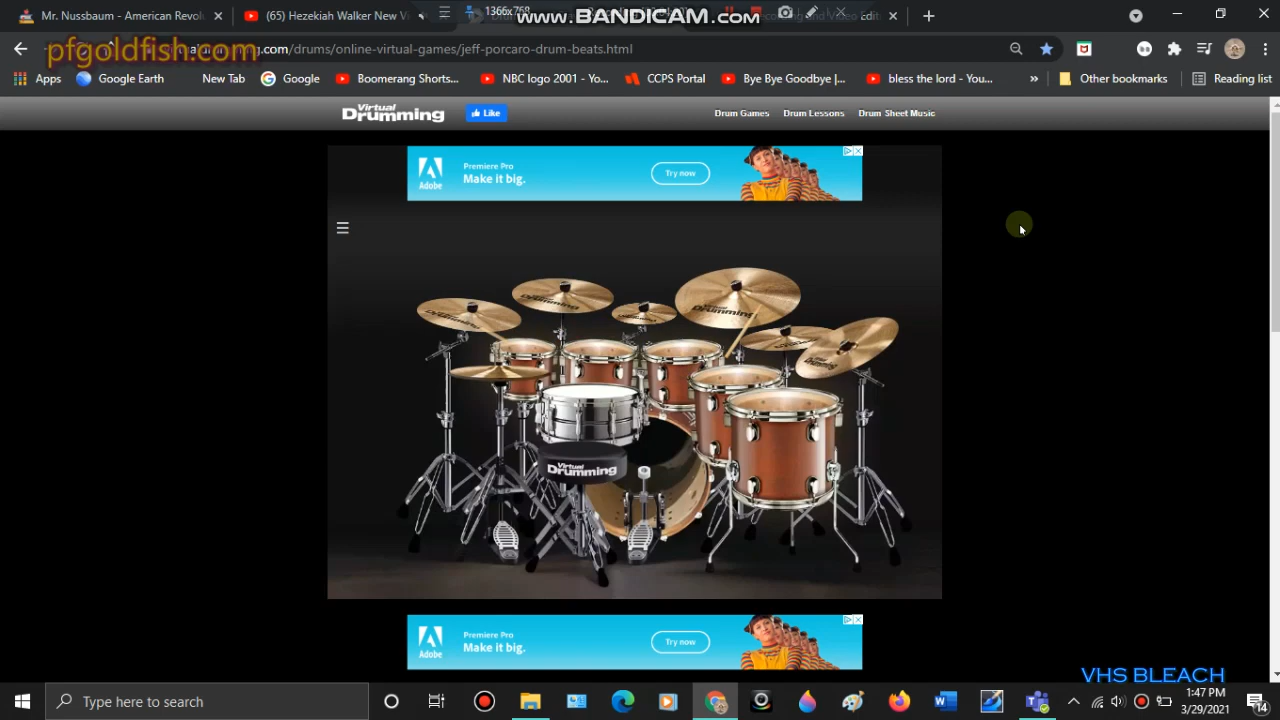 Mr. Nussbaum - American Revol
(65) Hezekiah Walker New Vi
1366x768
www.BANDICAM.com
pfgoldfish.com
ng.com/drums/online-virtual-games/jeff-porcaro-drum-beats.html
Apps
Google Earth
New Tab
Google
Boomerang Shorts...
NBC logo 2001 - Yo...
CCPS Portal
Bye Bye Goodbye |...
bless the lord - You...
»
Other bookmarks
Reading list
Virtual Drumming
Like
Drum Games
Drum Lessons
Drum Sheet Music
Adobe
Premiere Pro
Make it big.
Try now
Virtual Drumming
Adobe
Premiere Pro
Make it big.
Try now
VHS BLEACH
Type here to search
1:47 PM
3/29/2021
14